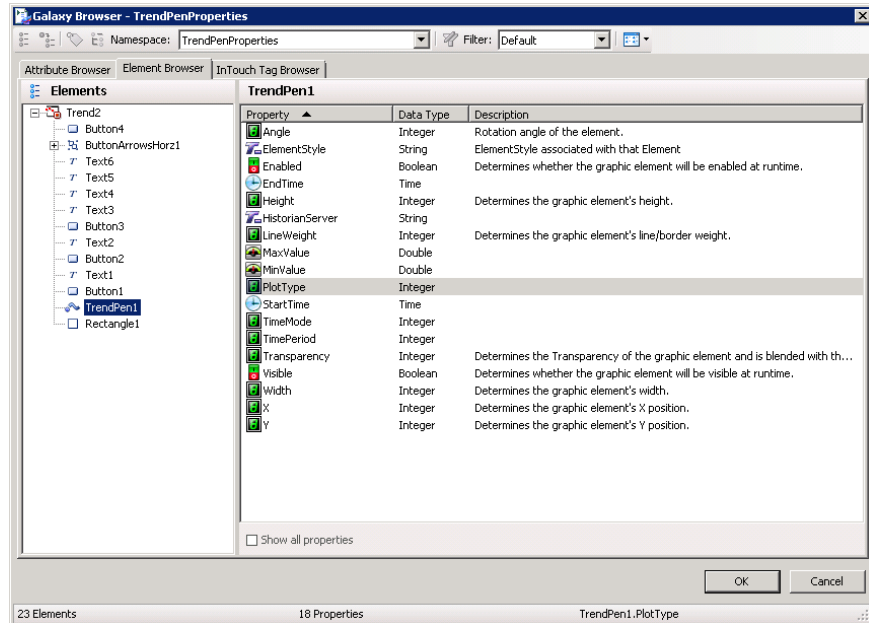 Galaxy Browser - TrendPenProperties
Namespace: TrendPenProperties Filter: Default
Attribute Browser Element Browser InTouch Tag Browser
Elements
Trend2
Button4
ButtonArrowsHorz1
Text6
Text5
Text4
Text3
Button3
Text2
Button2
Text1
Button1
TrendPen1
Rectangle1
TrendPen1
Property Data Type Description
Angle Integer Rotation angle of the element.
ElementStyle String ElementStyle associated with that Element
Enabled Boolean Determines whether the graphic element will be enabled at runtime.
EndTime Time
Height Integer Determines the graphic element's height.
HistorianServer String
LineWeight Integer Determines the graphic element's line/border weight.
MaxValue Double
MinValue Double
PlotType Integer
StartTime Time
TimeMode Integer
TimePeriod Integer
Transparency Integer Determines the Transparency of the graphic element and is blended with th...
Visible Boolean Determines whether the graphic element will be visible at runtime.
Width Integer Determines the graphic element's width.
X Integer Determines the graphic element's X position.
Y Integer Determines the graphic element's Y position.
Show all properties
OK Cancel
23 Elements 18 Properties TrendPen1.PlotType